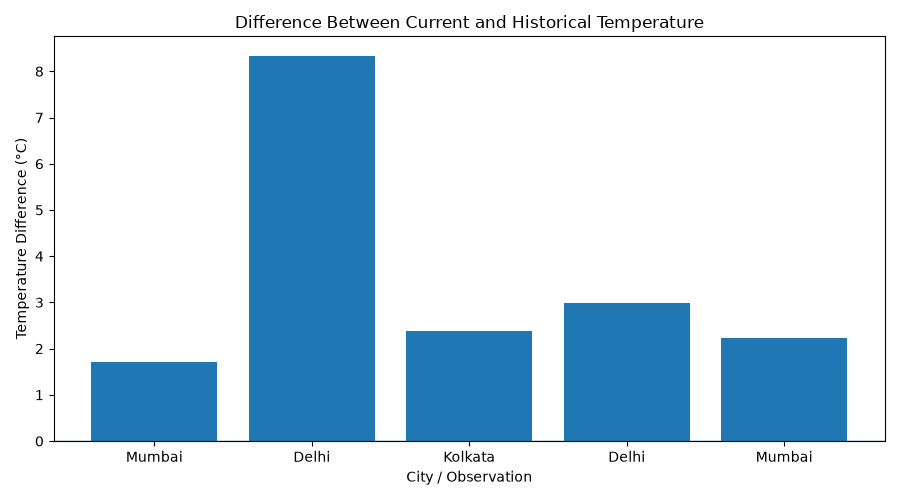 Difference Between Current and Historical Temperature
Temperature Difference (°C)
8
7
6
5
4
3
2
1
0
Mumbai Delhi Kolkata Delhi Mumbai
City / Observation